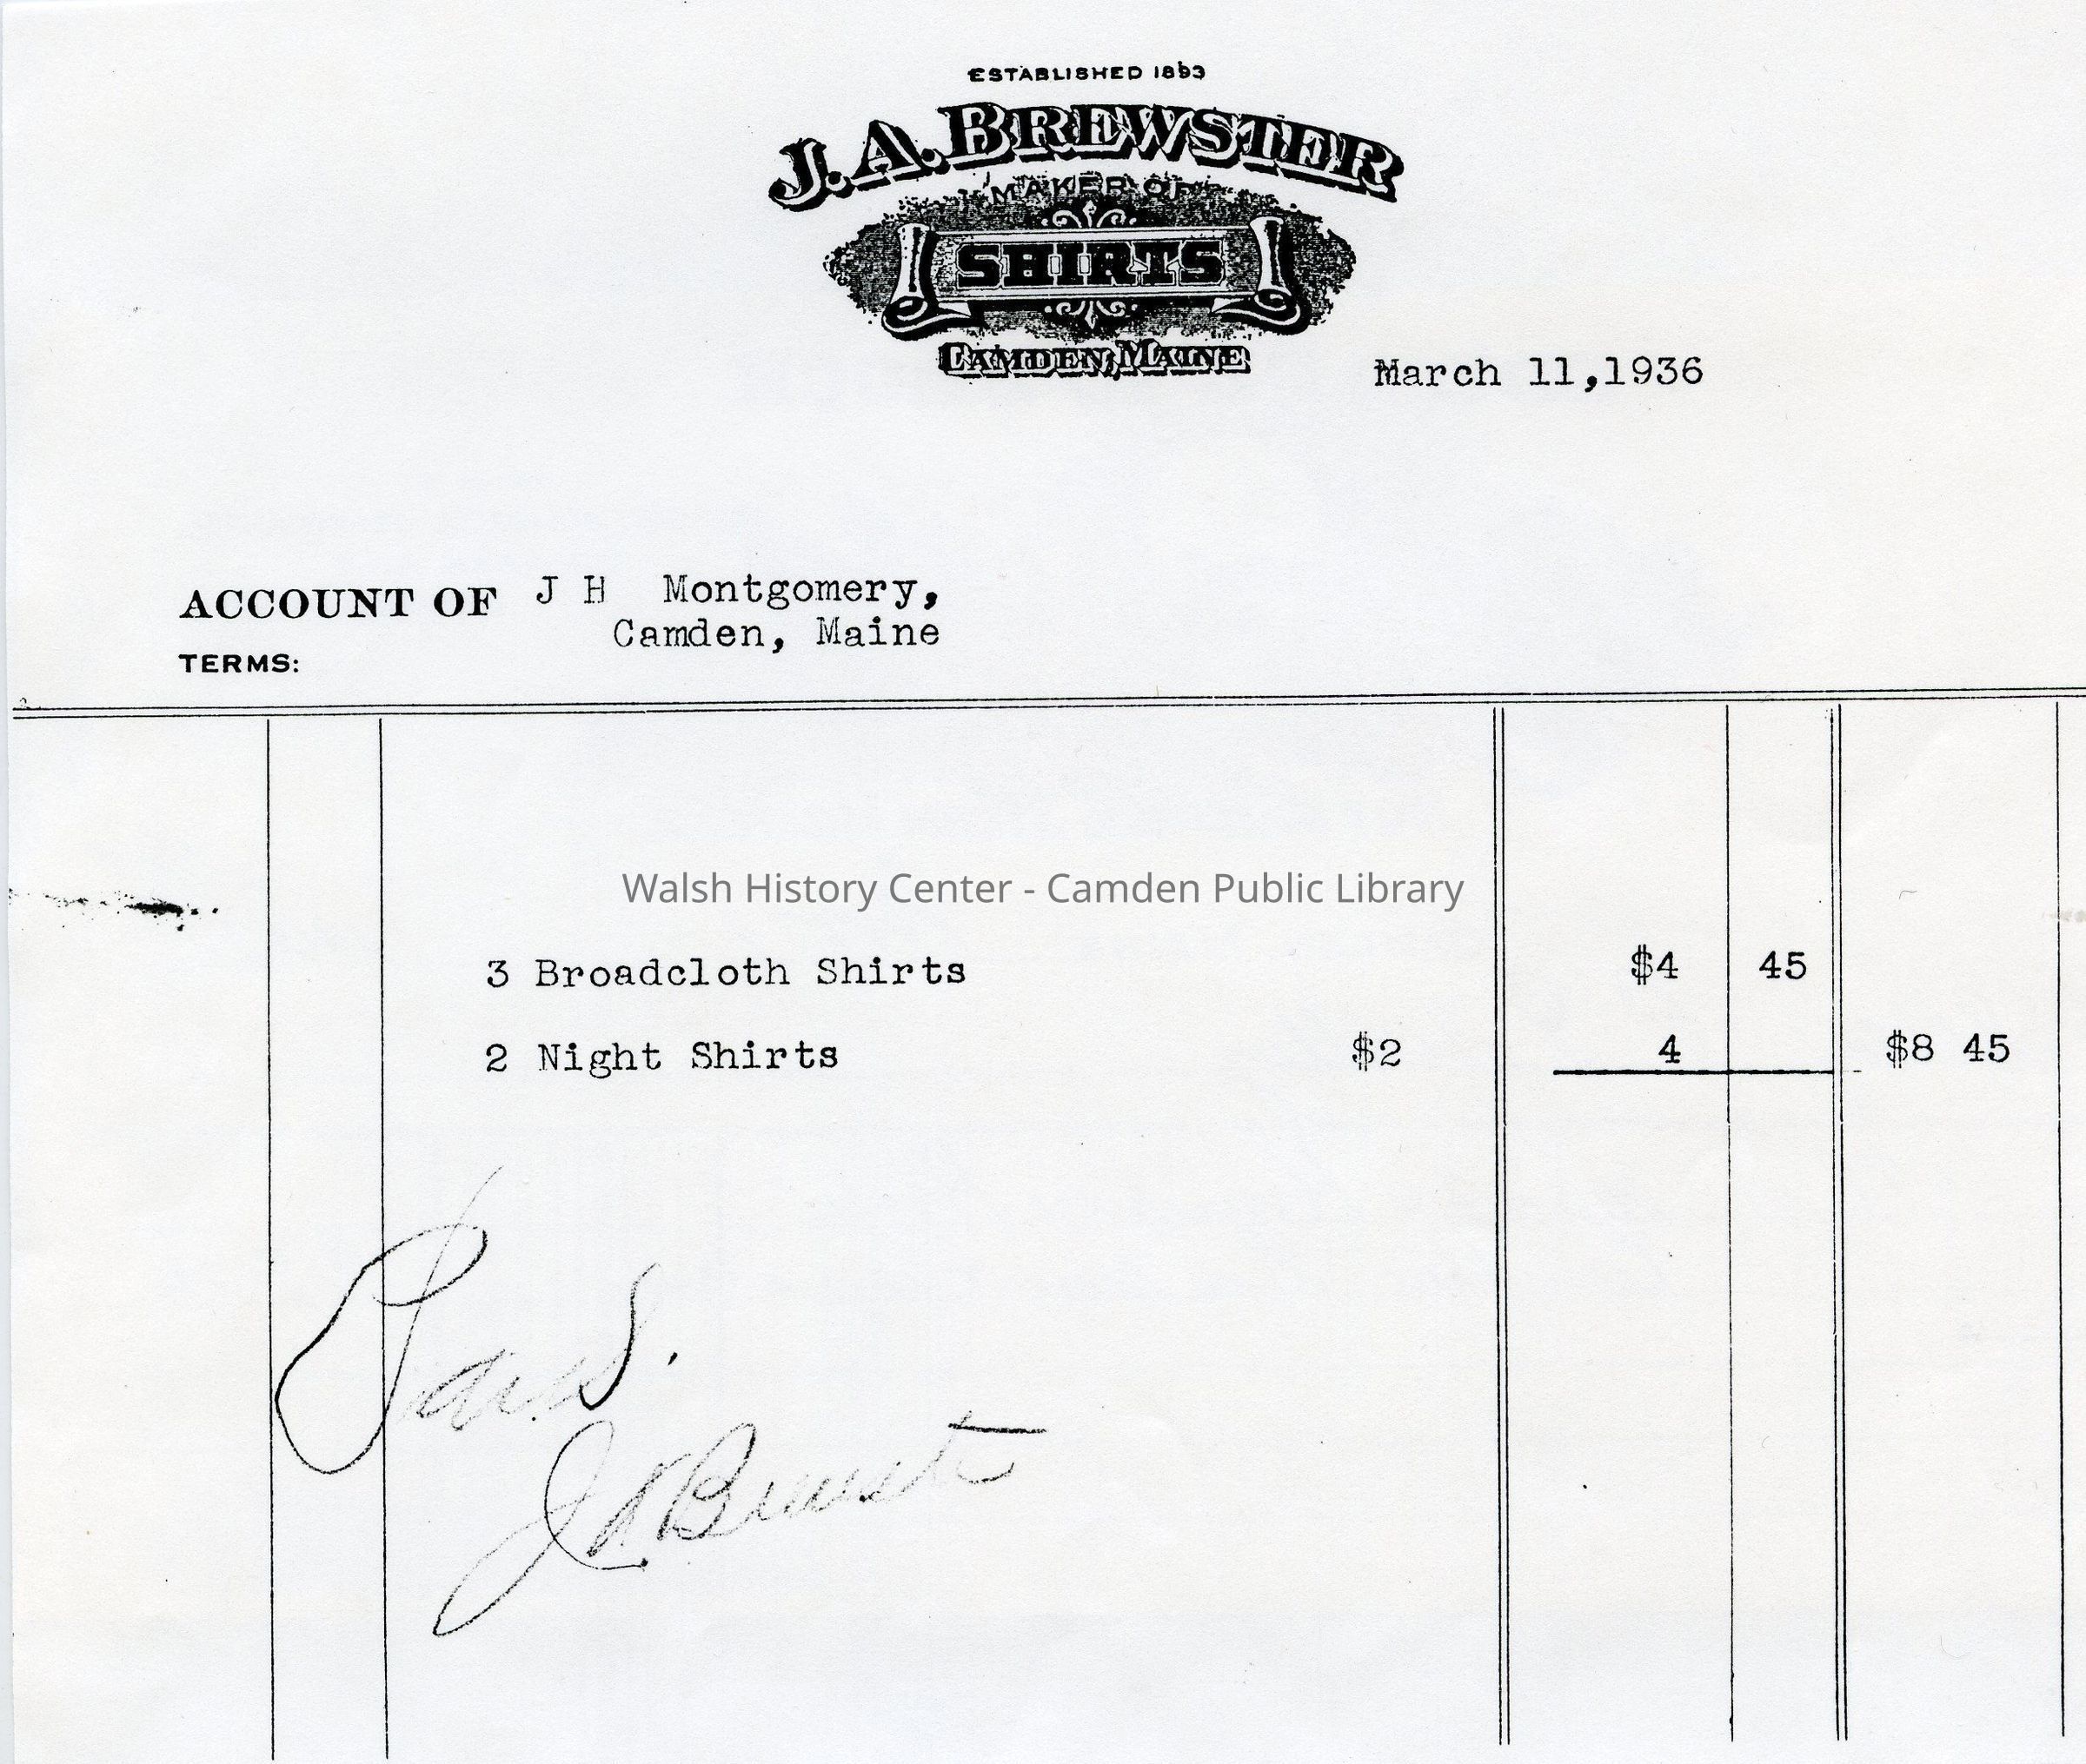 ESTABLISHED 1893
J. A. BREWSTER
MAKER OF
SHIRTS
CAMDEN, MAINE
March 11,1936
ACCOUNT OF J H Montgomery,
Camden, Maine
TERMS:
Walsh History Center - Camden Public Library
3 Broadcloth Shirts $4 45
2 Night Shirts $2 4 $8 45
Paid.
J A Brewster